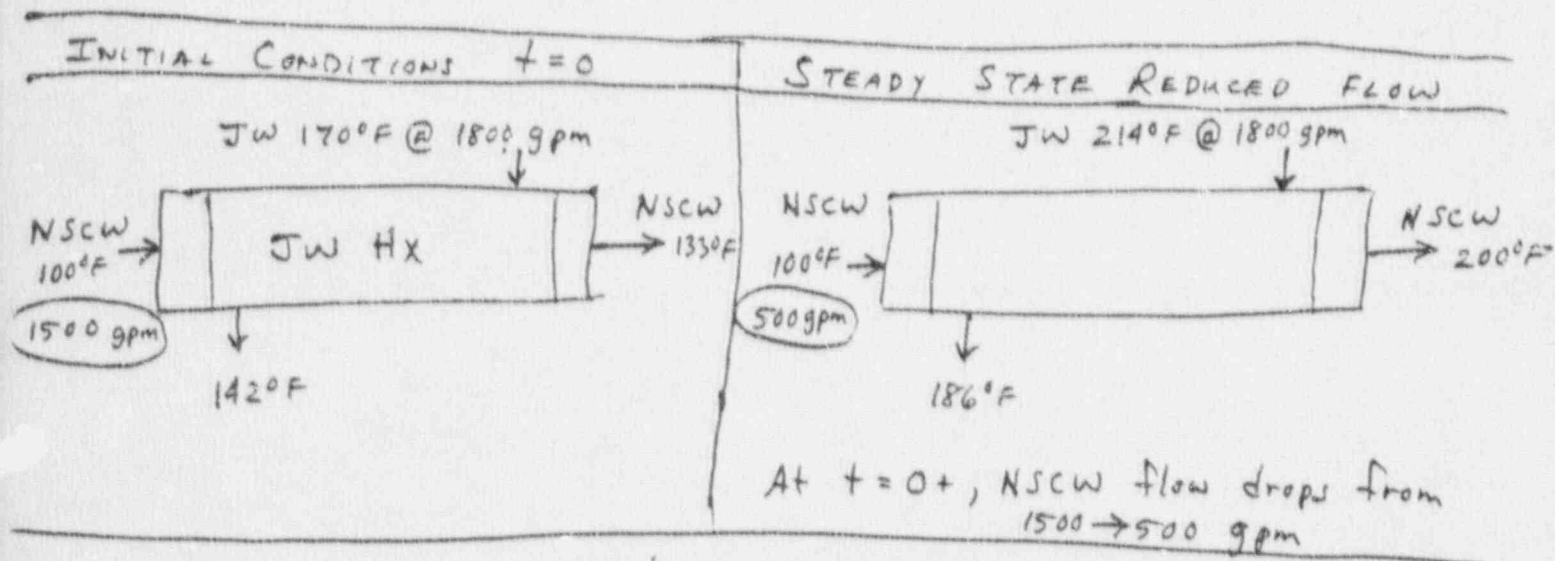 INITIAL CONDITIONS t=0
JW 170°F @ 1800 gpm
NSCW
100°F
1500 gpm
JW HX
NSCW
133°F
142°F
STEADY STATE REDUCED FLOW
JW 214°F @ 1800 gpm
NSCW
100°F
500gpm
NSCW
200°F
186°F
At t=0+, NSCW flow drops from
1500→500 gpm